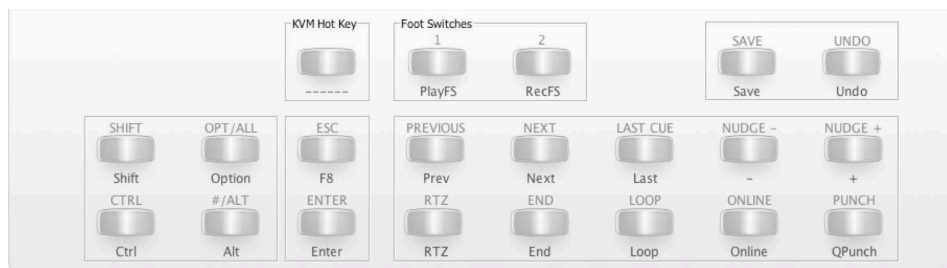 KVM Hot Key Foot Switches
1 2 SAVE UNDO
------ PlayFS RecFS Save Undo
SHIFT OPT/ALL ESC PREVIOUS NEXT LAST CUE NUDGE - NUDGE +
Shift Option F8 Prev Next Last - +
CTRL #/ALT ENTER RTZ END LOOP ONLINE PUNCH
Ctrl Alt Enter RTZ End Loop Online QPunch